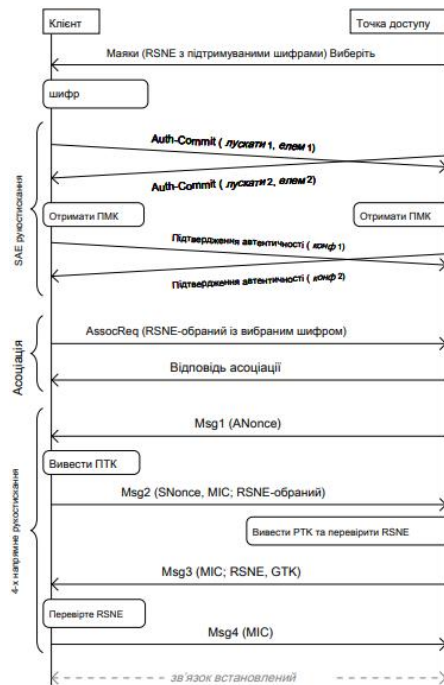 Клієнт
Точка доступу
Маяки (RSNE з підтримуваними шифрами) Виберіть
шифр
Auth-Commit ( лускати 1, елем 1)
Auth-Commit ( лускати 2, елем 2)
SAE рукостискання
Отримати ПМК
Отримати ПМК
Підтвердження автентичності ( конф 1)
Підтвердження автентичності ( конф 2)
AssocReq (RSNE-обраний із вибраним шифром)
Асоціація
Відповідь асоціації
Msg1 (ANonce)
Вивести ПТК
Msg2 (SNonce, MIC; RSNE-обраний)
4-х напрямне рукостискання
Вивести РТК та перевірити RSNE
Msg3 (MIC; RSNE, GTK)
Перевірте RSNE
Msg4 (MIC)
зв'язок встановлений